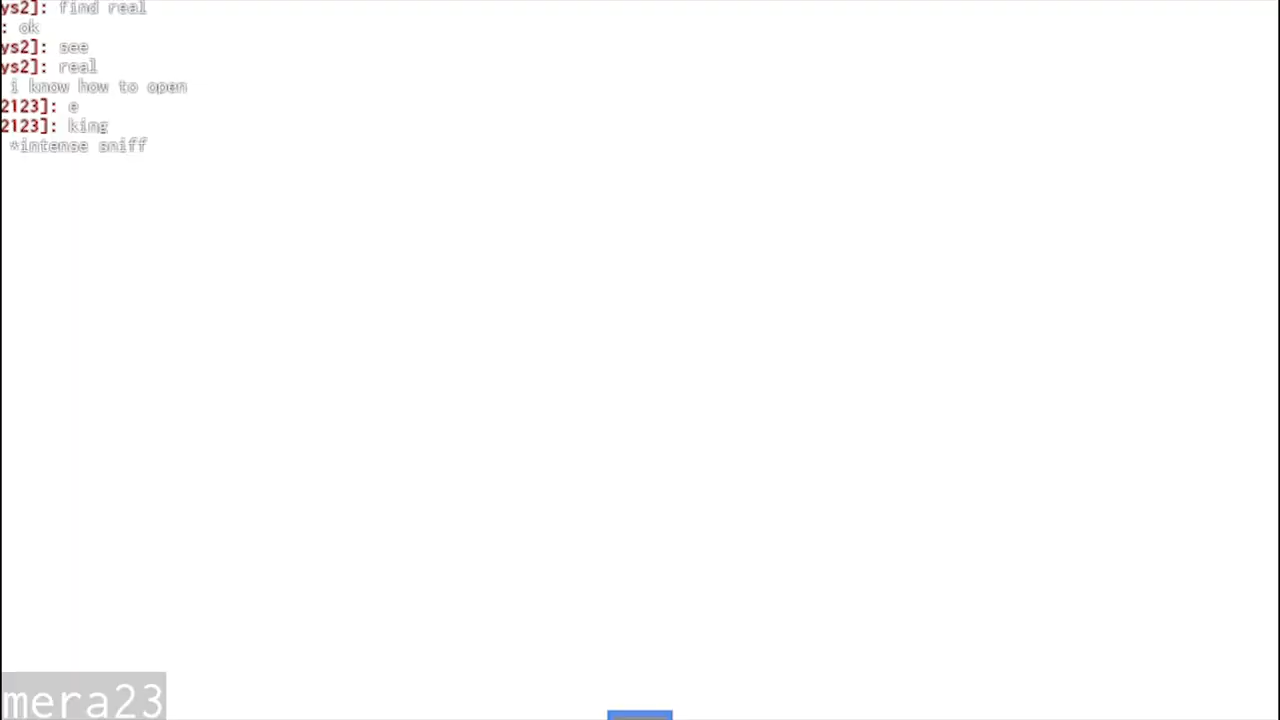 ys2]: find real
: ok
ys2]: see
ys2]: real
i know how to open
2123]: e
2123]: king
*intense sniff
mera23